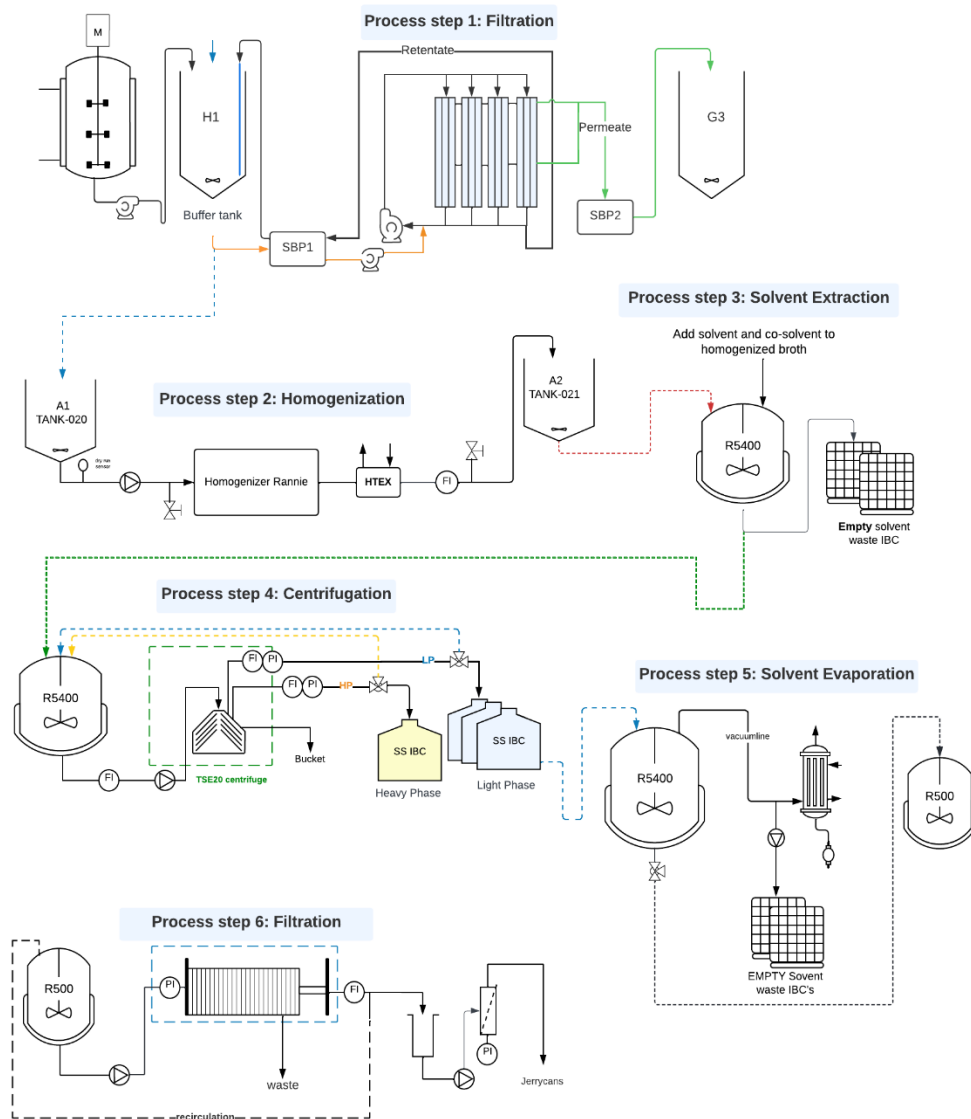 Process step 1: Filtration
M
Retentate
H1
G3
Permeate
SBP2
Buffer tank
SBP1
Process step 3: Solvent Extraction
Add solvent and co-solvent to
homogenized broth
A2
TANK-021
Process step 2: Homogenization
A1
TANK-020
R5400
Homogenizer Rannie
HTEX
FI
Empty solvent
waste IBC
Process step 4: Centrifugation
FI
PI
LP
Process step 5: Solvent Evaporation
FI
PI
HP
R5400
SS IBC
SS IBC
vacuumline
Bucket
FI
TSE20 centrifuge
Heavy Phase
Light Phase
R5400
R500
Process step 6: Filtration
EMPTY Sovent
waste IBC's
R500
PI
FI
PI
waste
Jerrycans
recirculation